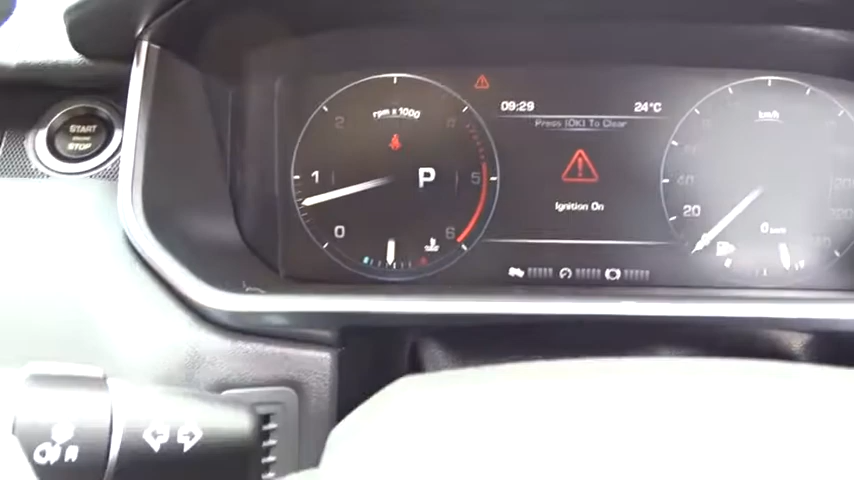 START
STOP
rpm x 1000
1
0
2
5
6
P
09:29
24°C
Press [OK] To Clear
Ignition On
km/h
40
20
0 km/h